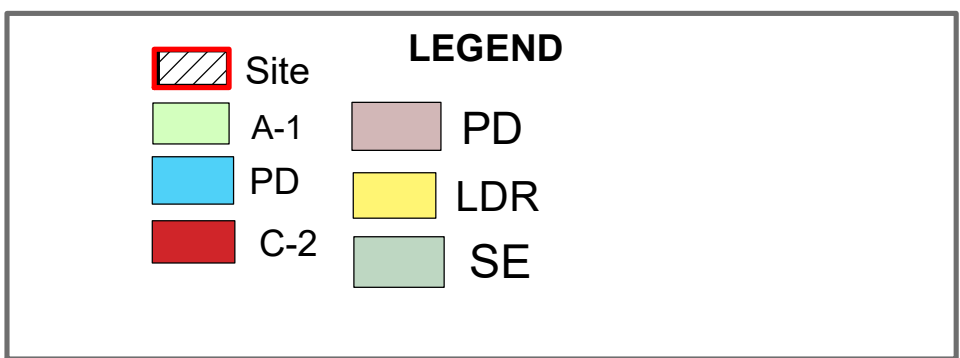 LEGEND
Site
A-1
PD
C-2
PD
LDR
SE